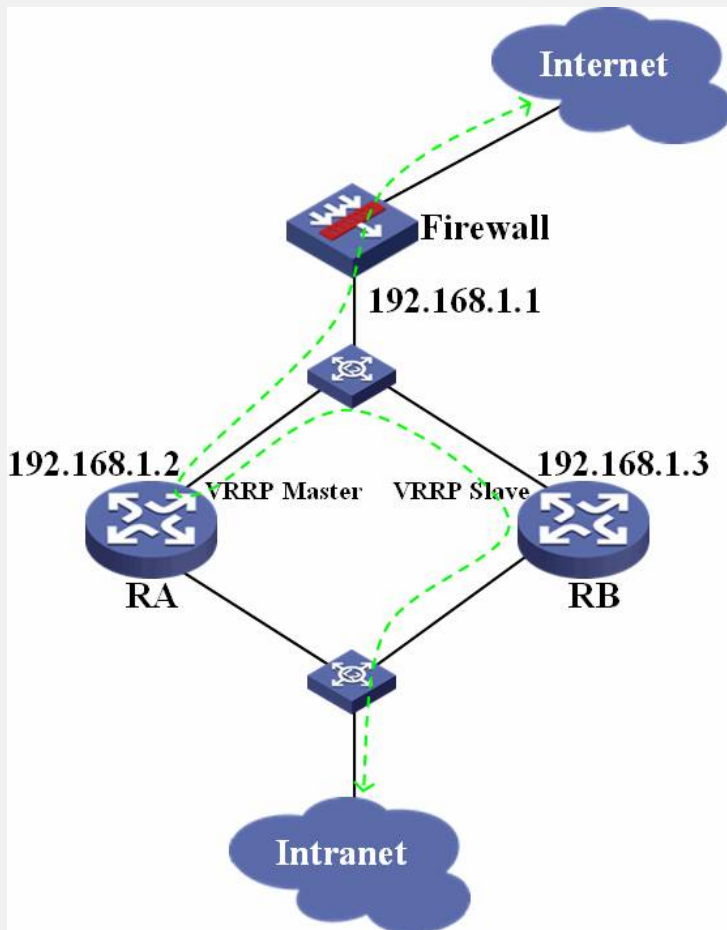 Internet
Firewall
192.168.1.1
192.168.1.2
192.168.1.3
VRRP Master
VRRP Slave
RA
RB
Intranet